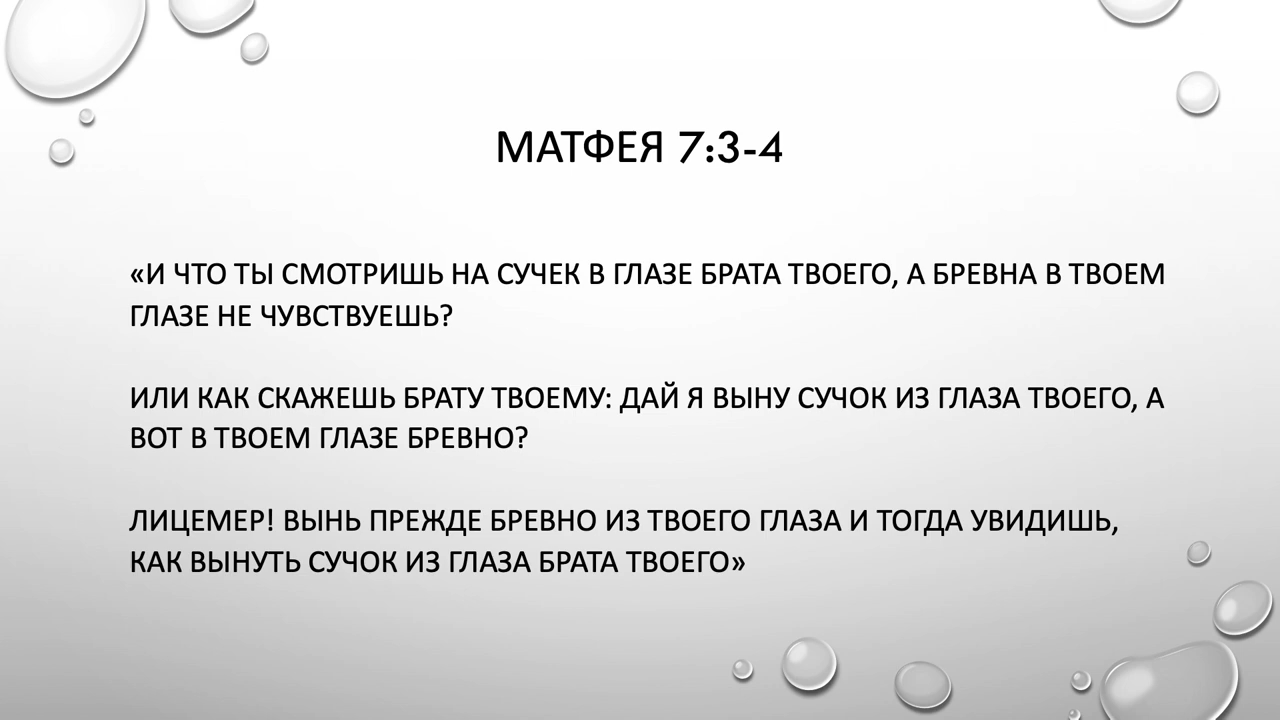 МАТФЕЯ 7:3-4
«И ЧТО ТЫ СМОТРИШЬ НА СУЧЕК В ГЛАЗЕ БРАТА ТВОЕГО, А БРЕВНА В ТВОЕМ
ГЛАЗЕ НЕ ЧУВСТВУЕШЬ?
ИЛИ КАК СКАЖЕШЬ БРАТУ ТВОЕМУ: ДАЙ Я ВЫНУ СУЧОК ИЗ ГЛАЗА ТВОЕГО, А
ВОТ В ТВОЕМ ГЛАЗЕ БРЕВНО?
ЛИЦЕМЕР! ВЫНЬ ПРЕЖДЕ БРЕВНО ИЗ ТВОЕГО ГЛАЗА И ТОГДА УВИДИШЬ,
КАК ВЫНУТЬ СУЧОК ИЗ ГЛАЗА БРАТА ТВОЕГО»